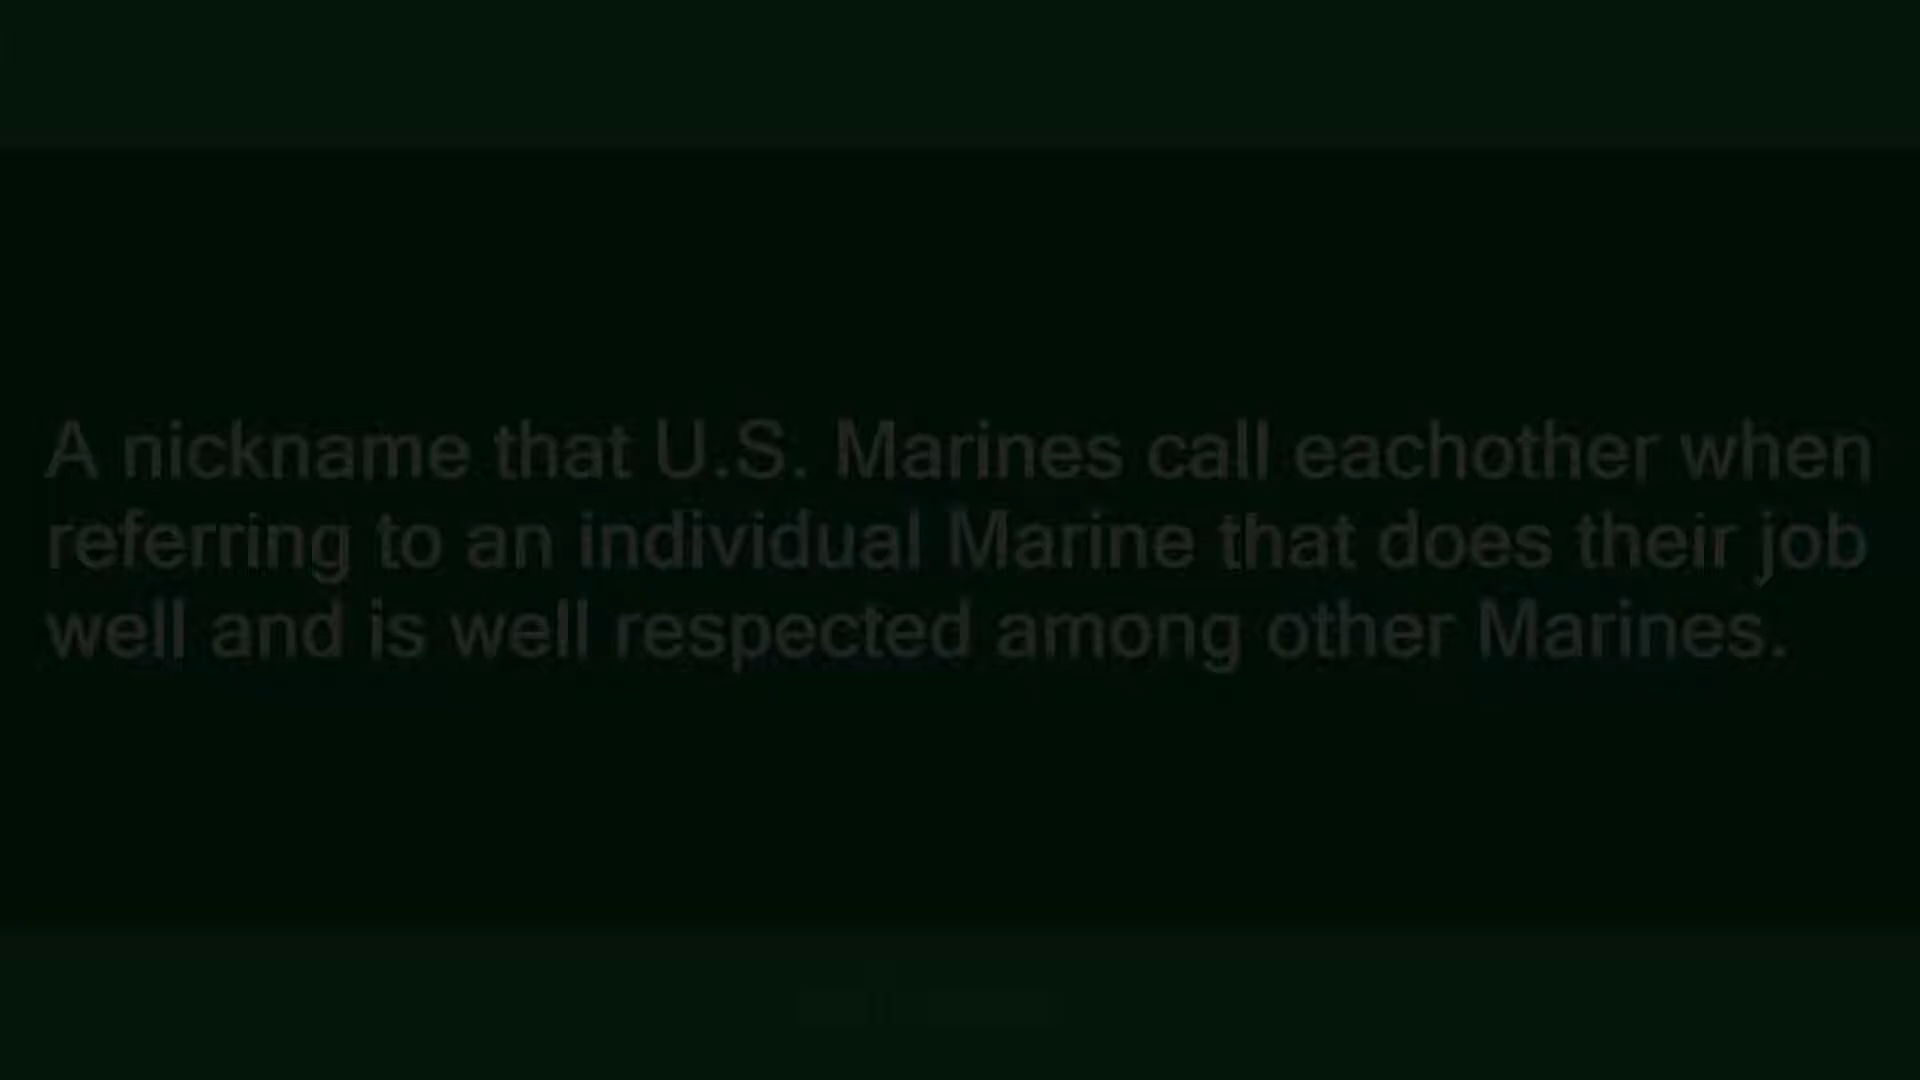 A nickname that U.S. Marines call eachother when
referring to an individual Marine that does their job
well and is well respected among other Marines.